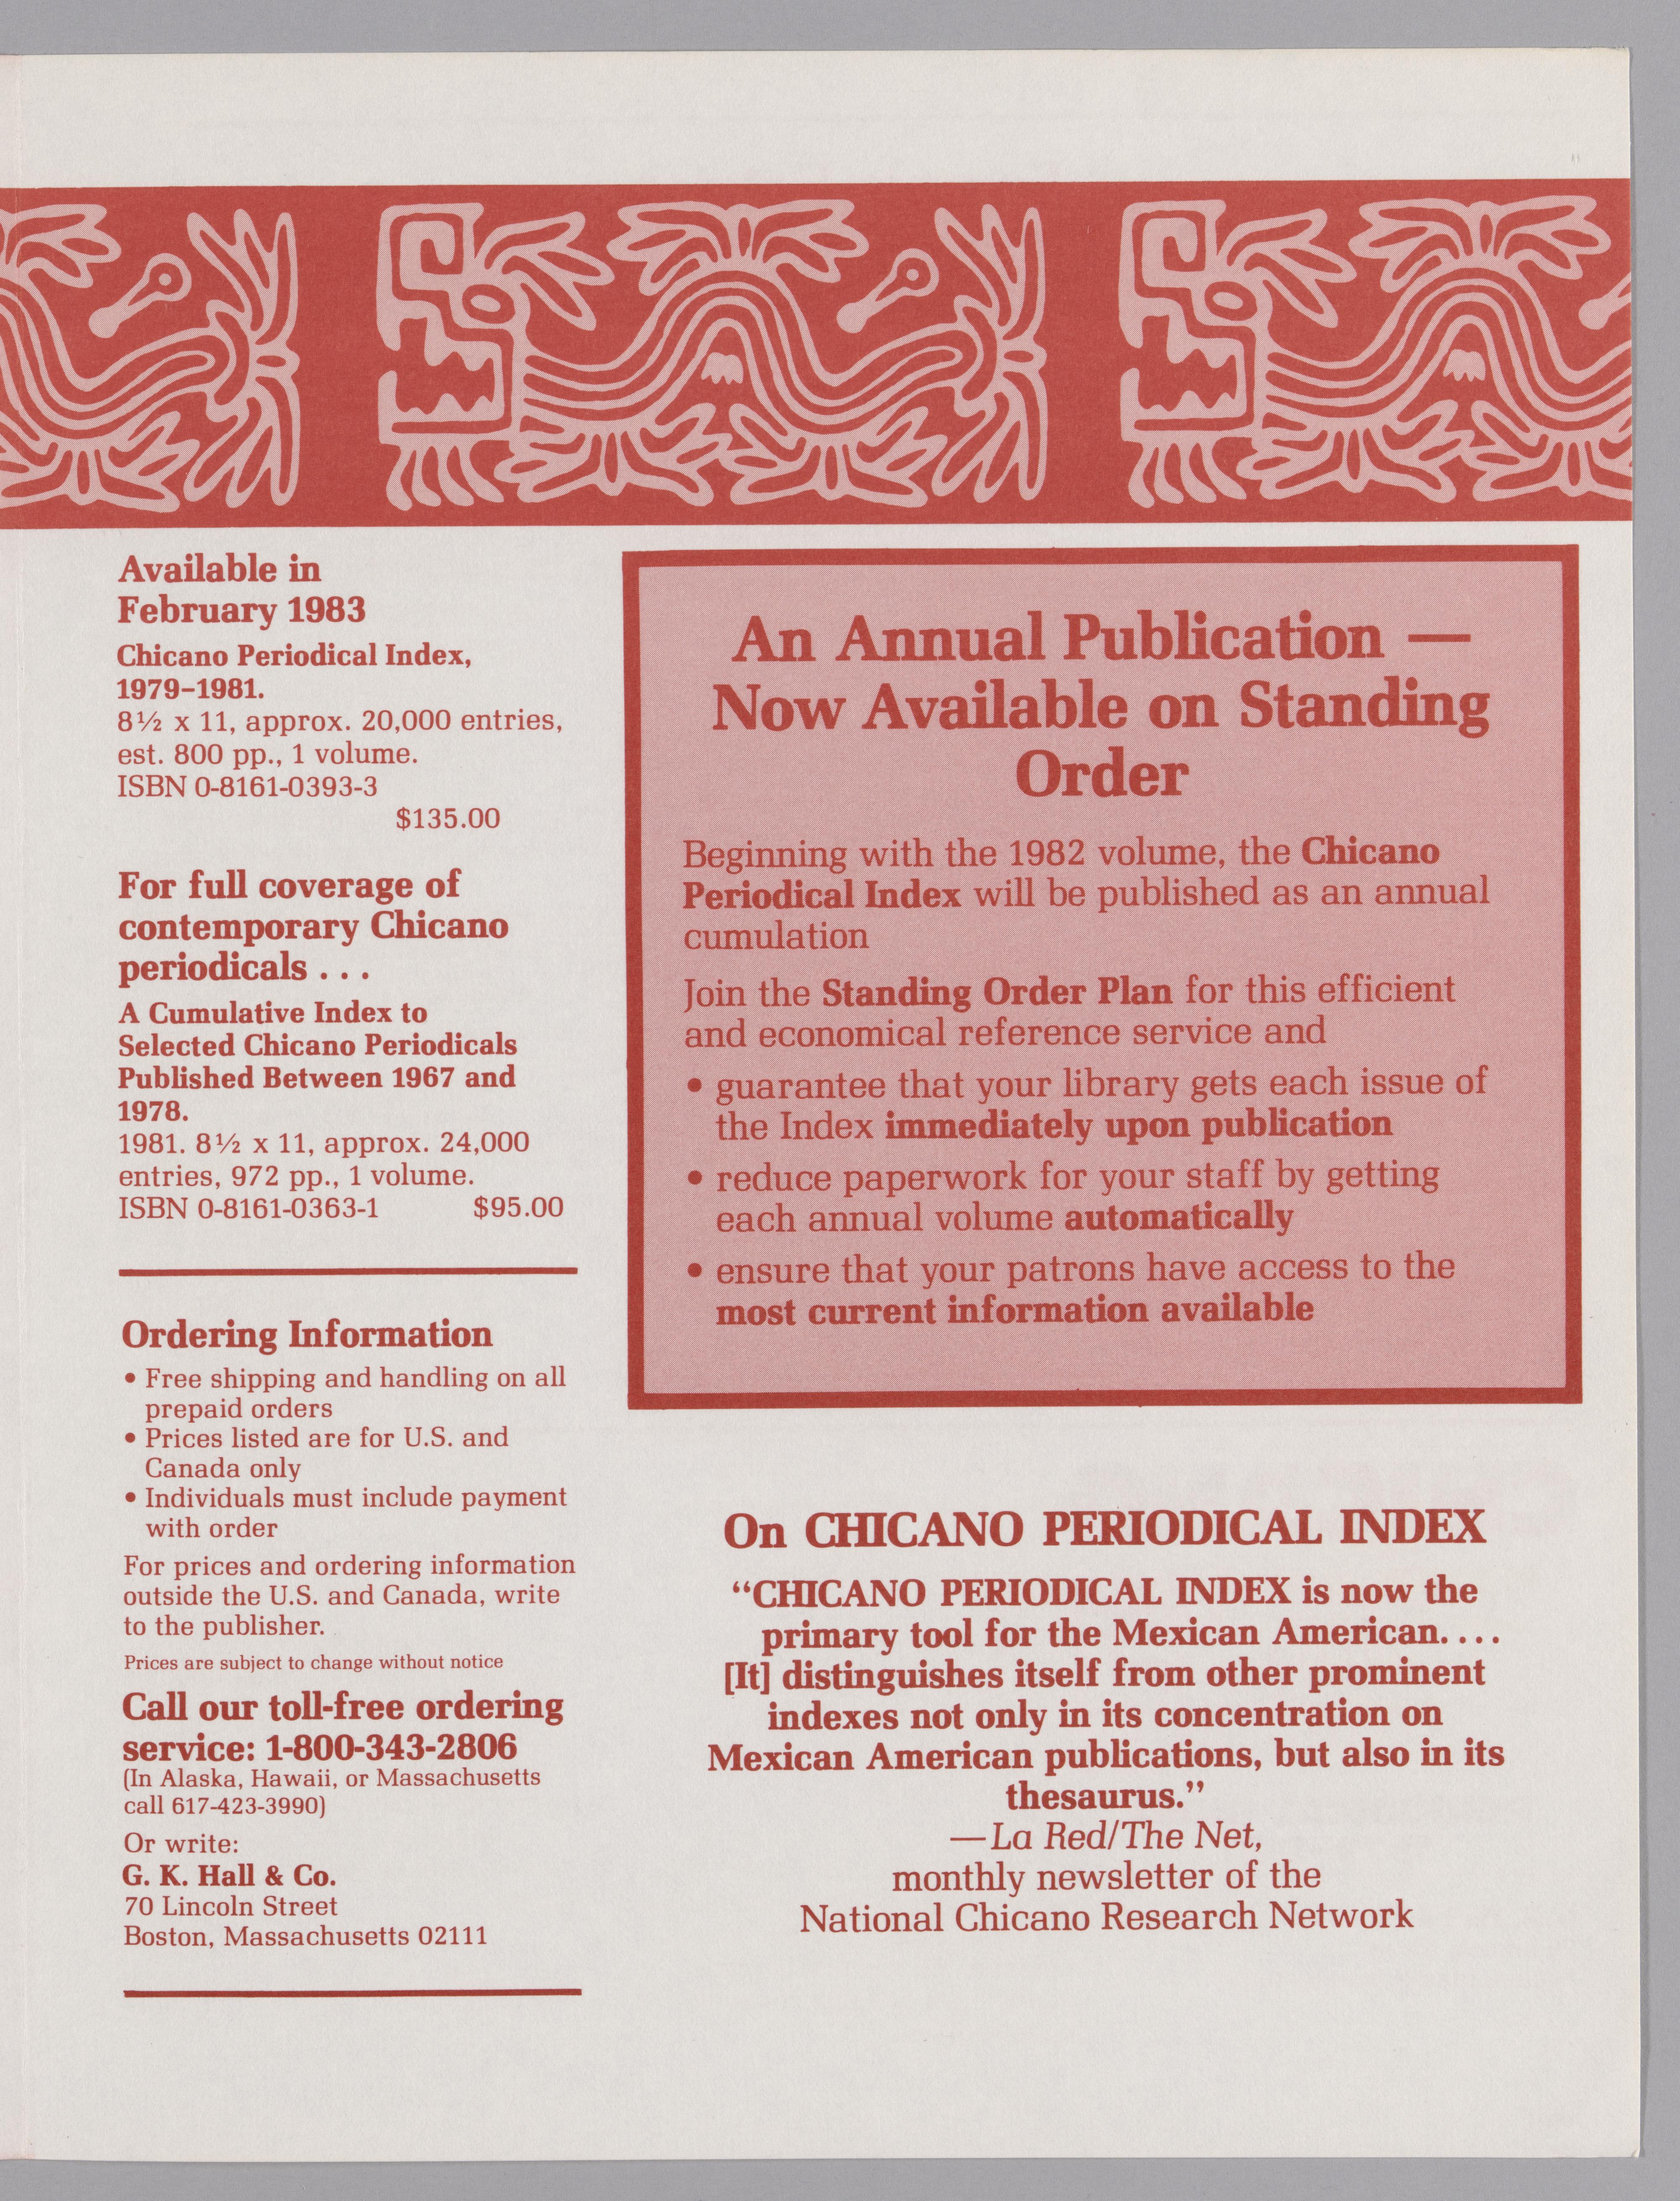 Available in
February 1983
Chicano Periodical Index,
1979–1981.
8½ x 11, approx. 20,000 entries,
est. 800 pp., 1 volume.
ISBN 0-8161-0393-3
$135.00
For full coverage of
contemporary Chicano
periodicals . . .
A Cumulative Index to
Selected Chicano Periodicals
Published Between 1967 and
1978.
1981. 8½ x 11, approx. 24,000
entries, 972 pp., 1 volume.
ISBN 0-8161-0363-1 $95.00
Ordering Information
• Free shipping and handling on all
prepaid orders
• Prices listed are for U.S. and
Canada only
• Individuals must include payment
with order
For prices and ordering information
outside the U.S. and Canada, write
to the publisher.
Prices are subject to change without notice
Call our toll-free ordering
service: 1-800-343-2806
(In Alaska, Hawaii, or Massachusetts
call 617-423-3990)
Or write:
G. K. Hall & Co.
70 Lincoln Street
Boston, Massachusetts 02111
An Annual Publication —
Now Available on Standing
Order
Beginning with the 1982 volume, the Chicano
Periodical Index will be published as an annual
cumulation
Join the Standing Order Plan for this efficient
and economical reference service and
• guarantee that your library gets each issue of
the Index immediately upon publication
• reduce paperwork for your staff by getting
each annual volume automatically
• ensure that your patrons have access to the
most current information available
On CHICANO PERIODICAL INDEX
“CHICANO PERIODICAL INDEX is now the
primary tool for the Mexican American. . . .
[It] distinguishes itself from other prominent
indexes not only in its concentration on
Mexican American publications, but also in its
thesaurus.”
—La Red/The Net,
monthly newsletter of the
National Chicano Research Network